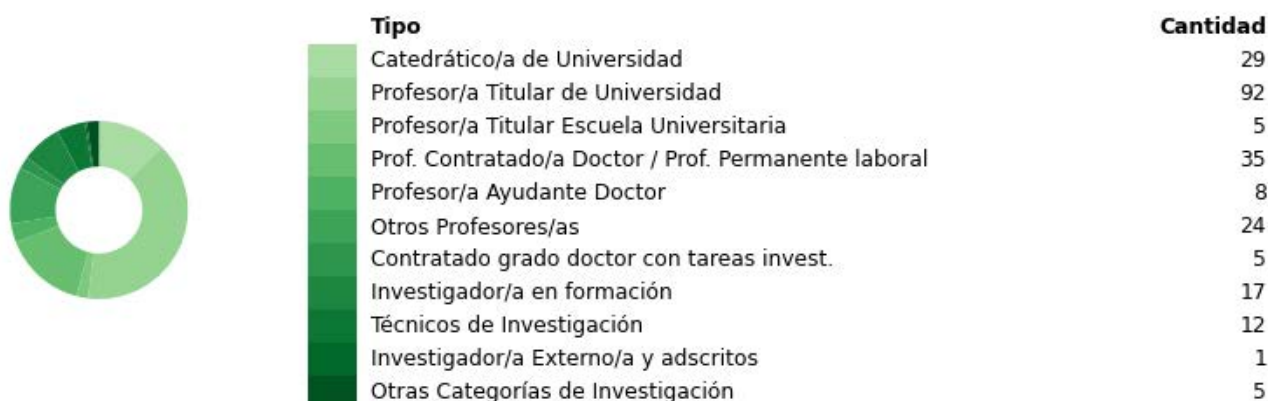 Tipo Cantidad
Catedrático/a de Universidad 29
Profesor/a Titular de Universidad 92
Profesor/a Titular Escuela Universitaria 5
Prof. Contratado/a Doctor / Prof. Permanente laboral 35
Profesor/a Ayudante Doctor 8
Otros Profesores/as 24
Contratado grado doctor con tareas invest. 5
Investigador/a en formación 17
Técnicos de Investigación 12
Investigador/a Externo/a y adscritos 1
Otras Categorías de Investigación 5